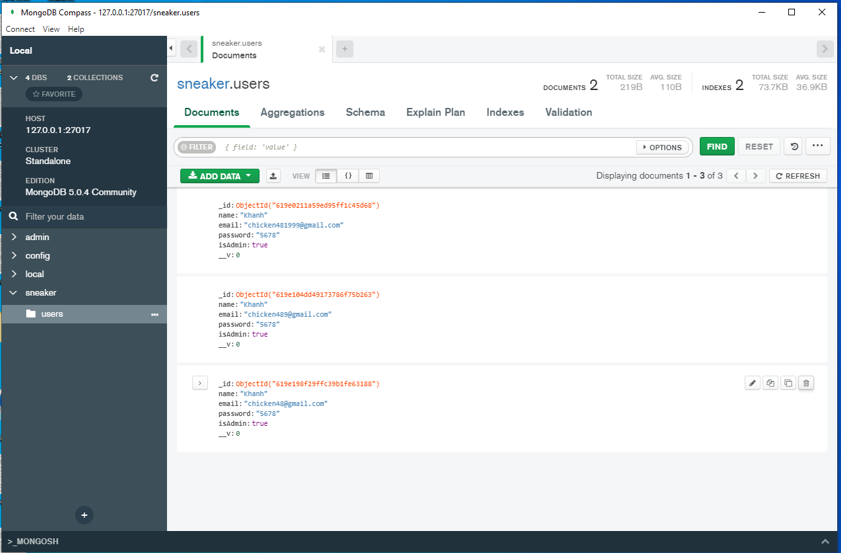 MongoDB Compass - 127.0.0.1:27017/sneaker.users
Connect View Help
Local
sneaker.users
Documents
4 DBS 2 COLLECTIONS
FAVORITE
HOST
127.0.0.1:27017
CLUSTER
Standalone
EDITION
MongoDB 5.0.4 Community
Filter your data
admin
config
local
sneaker
users
sneaker.users
DOCUMENTS 2 TOTAL SIZE 219B AVG. SIZE 110B INDEXES 2 TOTAL SIZE 73.7KB AVG. SIZE 36.9KB
Documents Aggregations Schema Explain Plan Indexes Validation
FILTER { field: 'value' } OPTIONS FIND RESET
ADD DATA VIEW {} Displaying documents 1 - 3 of 3 REFRESH
_id:ObjectId("619e0211a59ed95ff1c45d68")
name:"Khanh"
email:"chicken481999@gmail.com"
password:"5678"
isAdmin:true
__v:0
_id:ObjectId("619e104dd49173786f75b263")
name:"Khanh"
email:"chicken489@gmail.com"
password:"5678"
isAdmin:true
__v:0
_id:ObjectId("619e198f29ffc39b1fe63188")
name:"Khanh"
email:"chicken48@gmail.com"
password:"5678"
isAdmin:true
__v:0
>_MONGOSH